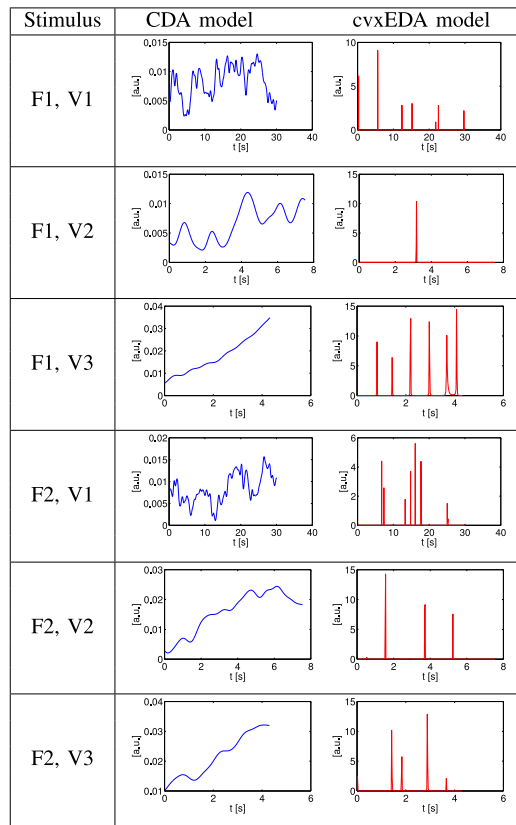 Stimulus CDA model cvxEDA model
F1, V1
0.015
0.01
0.005
0
[a.u.]
0 10 20 30 40
t [s]
10
5
0
[a.u.]
0 10 20 30 40
t [s]
F1, V2
0.015
0.01
0.005
0
[a.u.]
0 2 4 6 8
t [s]
15
10
5
0
[a.u.]
0 2 4 6 8
t [s]
F1, V3
0.04
0.03
0.02
0.01
0
[a.u.]
0 2 4 6
t [s]
15
10
5
0
[a.u.]
0 2 4 6
t [s]
F2, V1
0.02
0.015
0.01
0.005
0
[a.u.]
0 10 20 30 40
t [s]
6
4
2
0
[a.u.]
0 10 20 30 40
t [s]
F2, V2
0.03
0.02
0.01
0
[a.u.]
0 2 4 6 8
t [s]
15
10
5
0
[a.u.]
0 2 4 6 8
t [s]
F2, V3
0.04
0.03
0.02
0.01
[a.u.]
0 2 4 6
t [s]
15
10
5
0
[a.u.]
0 2 4 6
t [s]